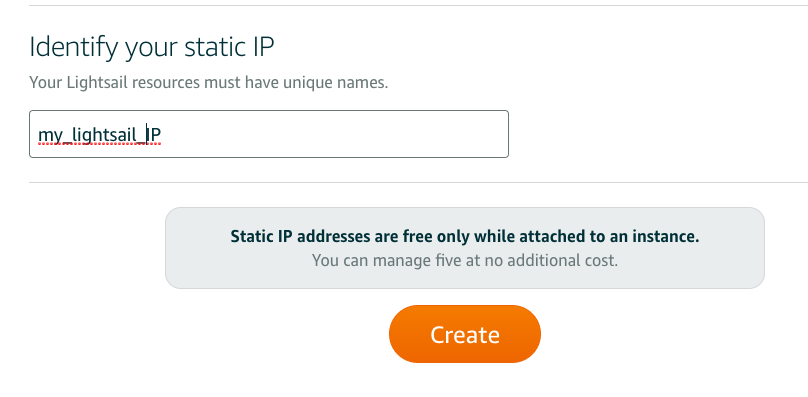 Identify your static IP
Your Lightsail resources must have unique names.
my_lightsail_IP
Static IP addresses are free only while attached to an instance.
You can manage five at no additional cost.
Create